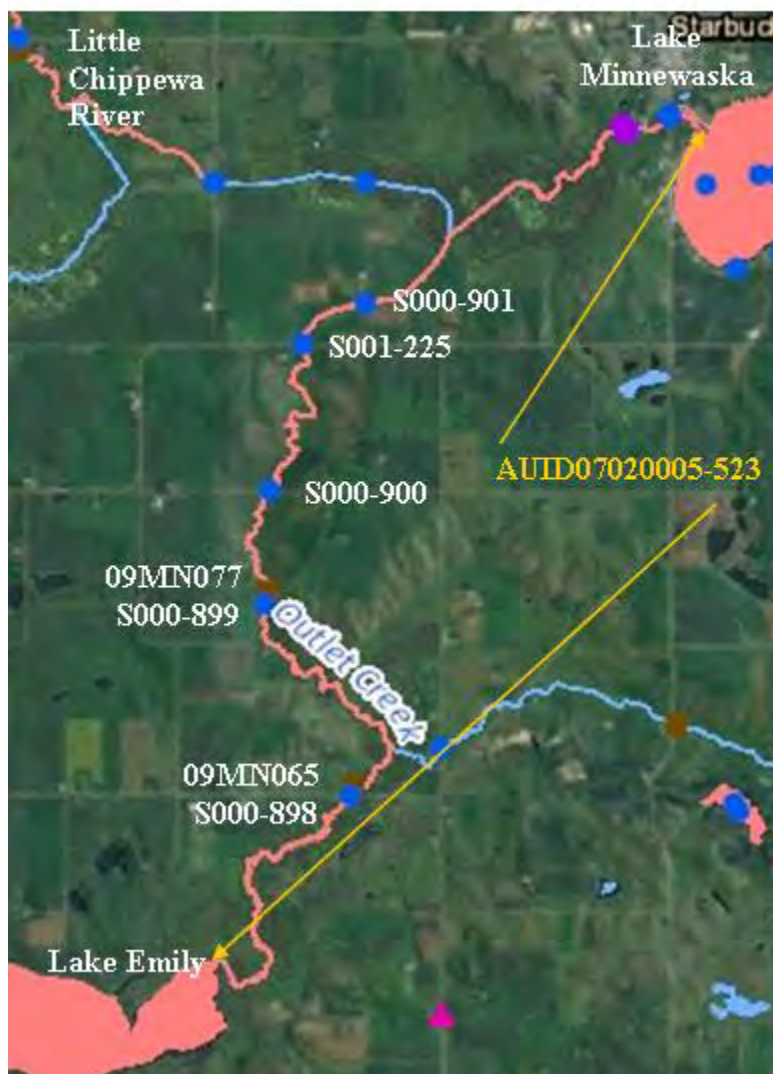 Starbuc
Little
Chippewa
River
Lake
Minnewaska
S000-901
S001-225
AUID07020005-523
S000-900
09MN077
S000-899
Outlet Creek
09MN065
S000-898
Lake Emily